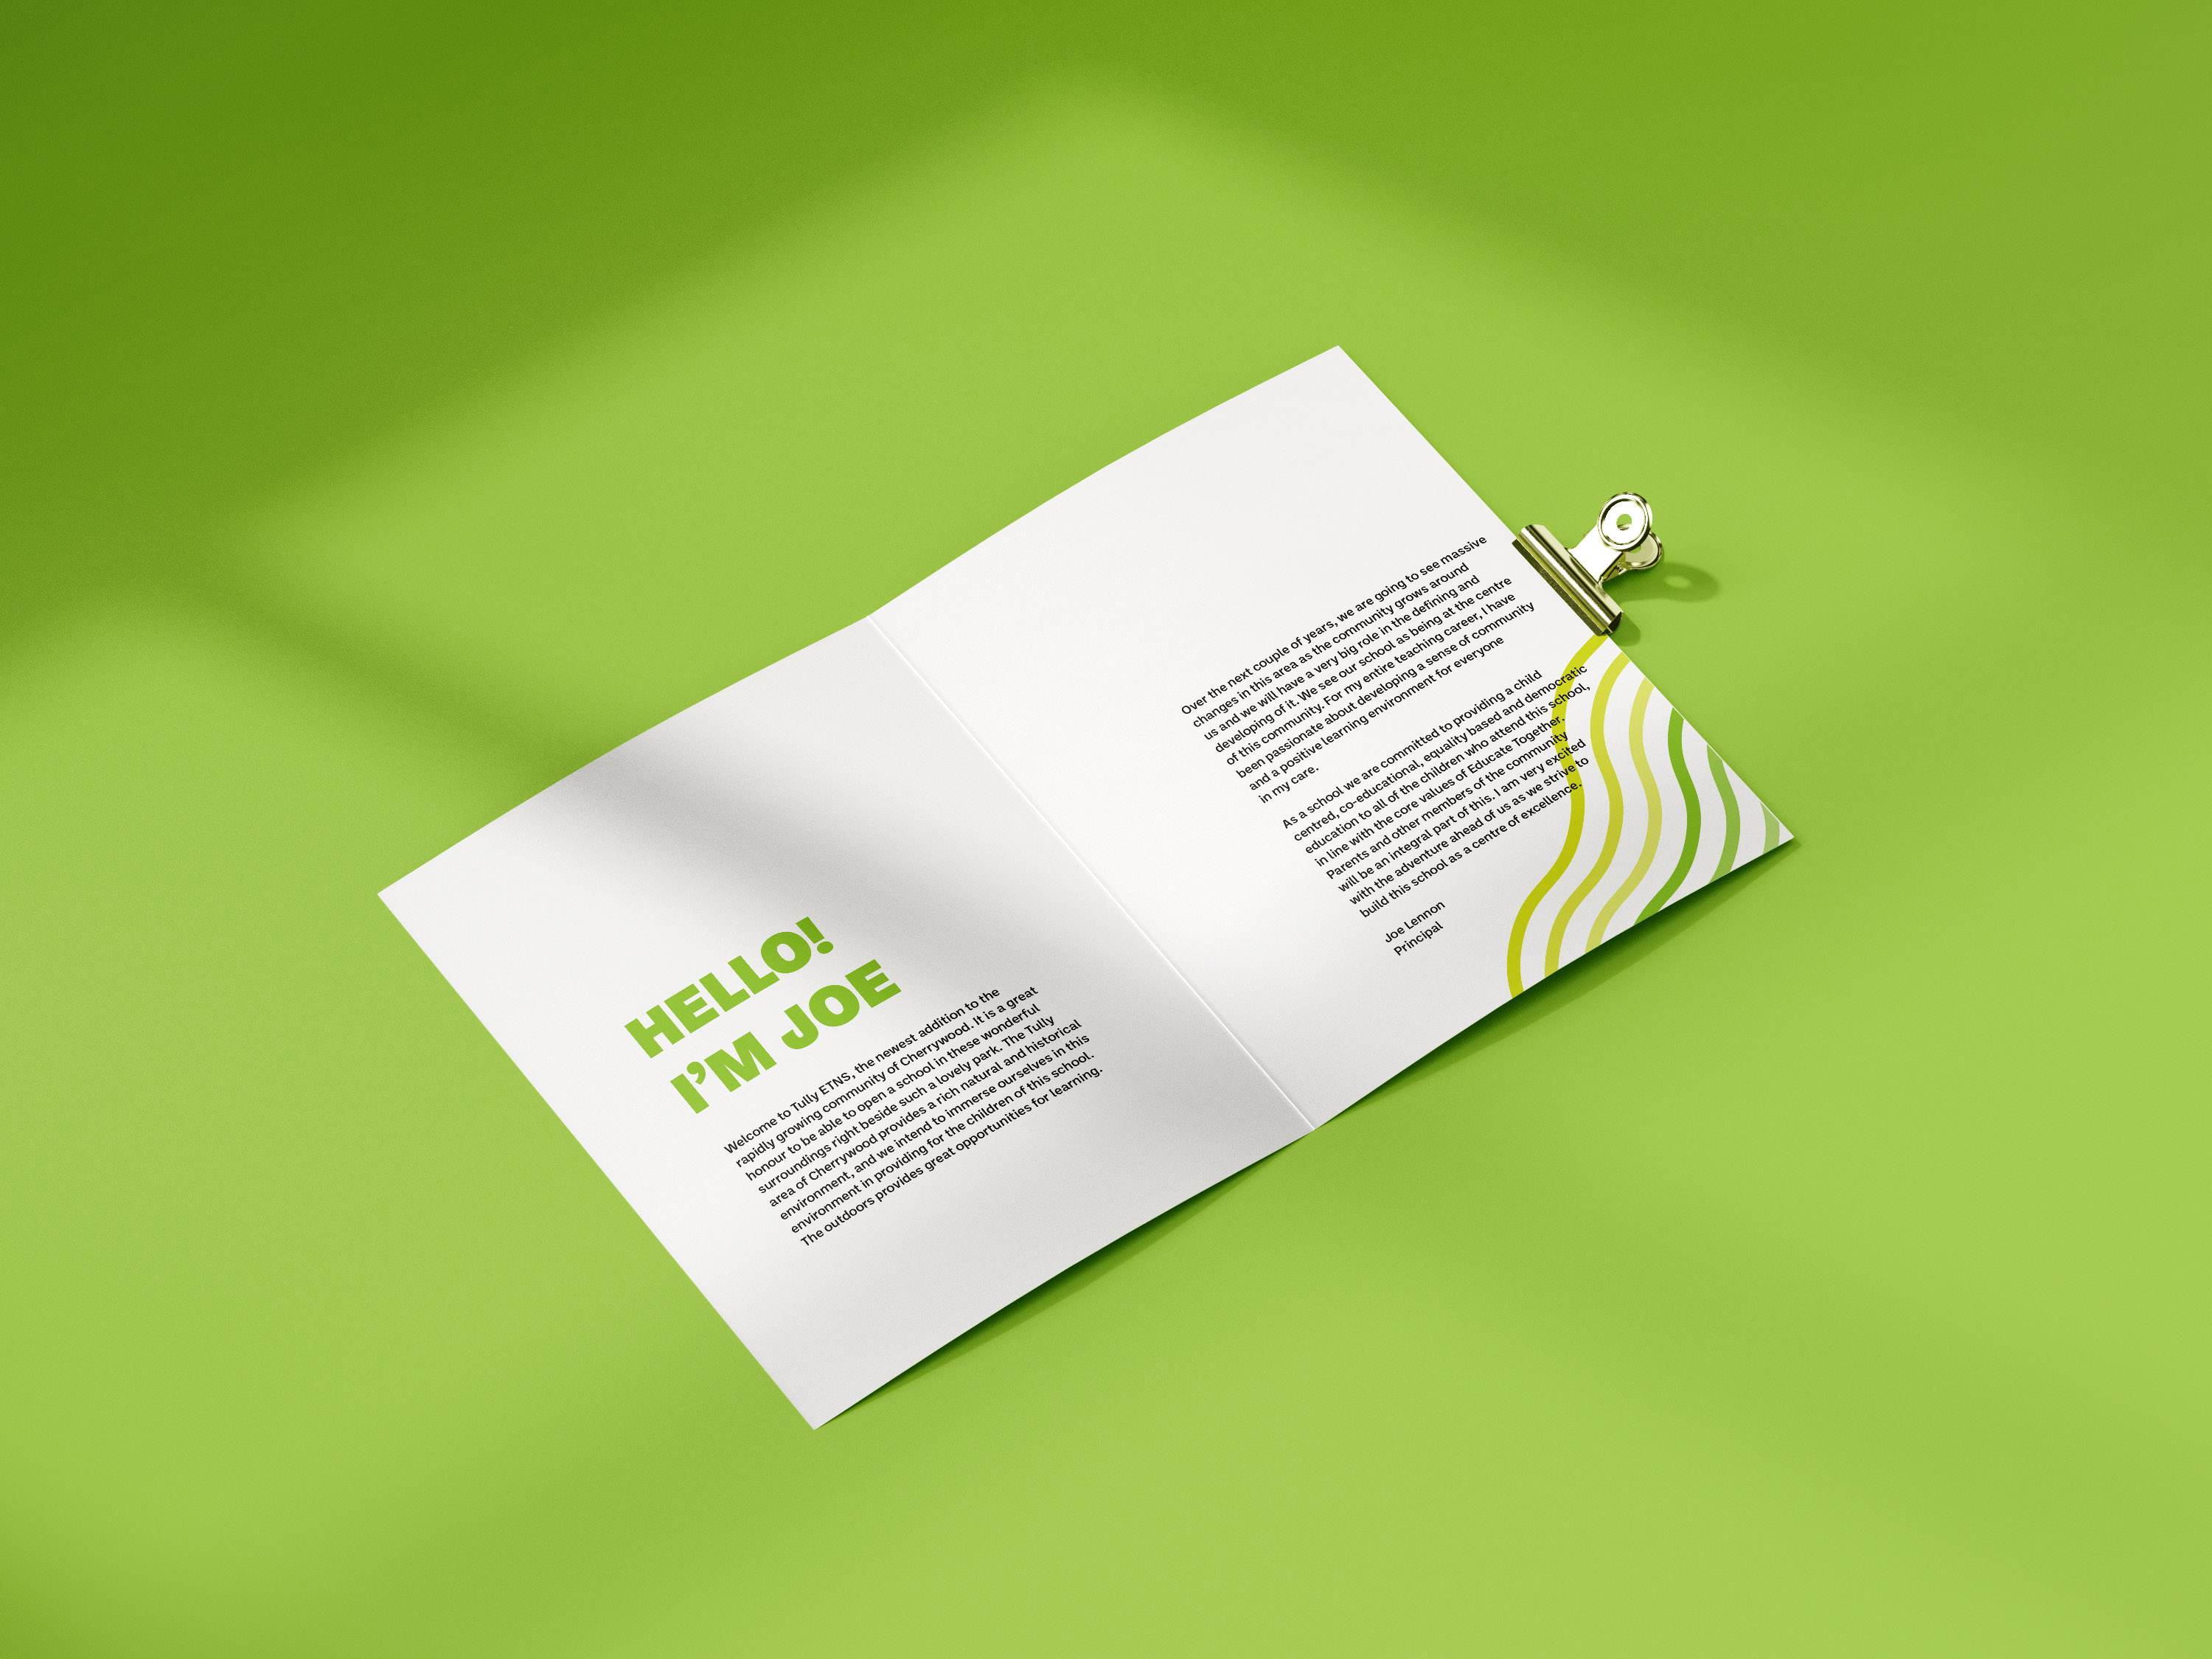 HELLO!
I'M JOE
Welcome to Tully ETNS, the newest addition to the
rapidly growing community of Cherrywood. It is a great
honour to be able to open a school in these wonderful
surroundings right beside such a lovely park. The Tully
area of Cherrywood provides a rich natural and historical
environment, and we intend to immerse ourselves in this
environment in providing for the children of this school.
The outdoors provides great opportunities for learning.
Over the next couple of years, we are going to see massive
changes in this area as the community grows around
us and we will have a very big role in the defining and
developing of it. We see our school as being at the centre
of this community. For my entire teaching career, I have
been passionate about developing a sense of community
and a positive learning environment for everyone
in my care.
As a school we are committed to providing a child
centred, co-educational, equality based and democratic
education to all of the children who attend this school,
in line with the core values of Educate Together.
Parents and other members of the community
will be an integral part of this. I am very excited
with the adventure ahead of us as we strive to
build this school as a centre of excellence.
Joe Lennon
Principal